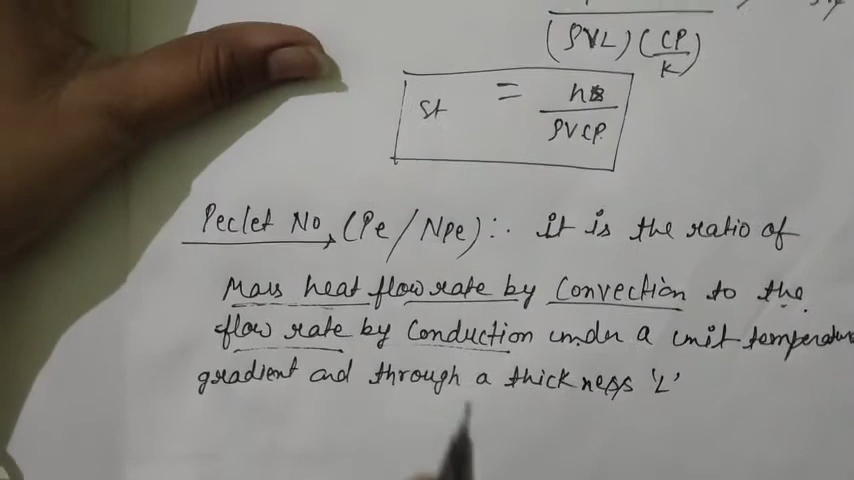 (ρVL) (CP/K)
St = h/ρVCP
Peclet No (Pe/NPe):- it is the ratio of
Mass heat flow rate by Convection to the
flow rate by Conduction under a unit temperature
gradient and through a thickness 'L'